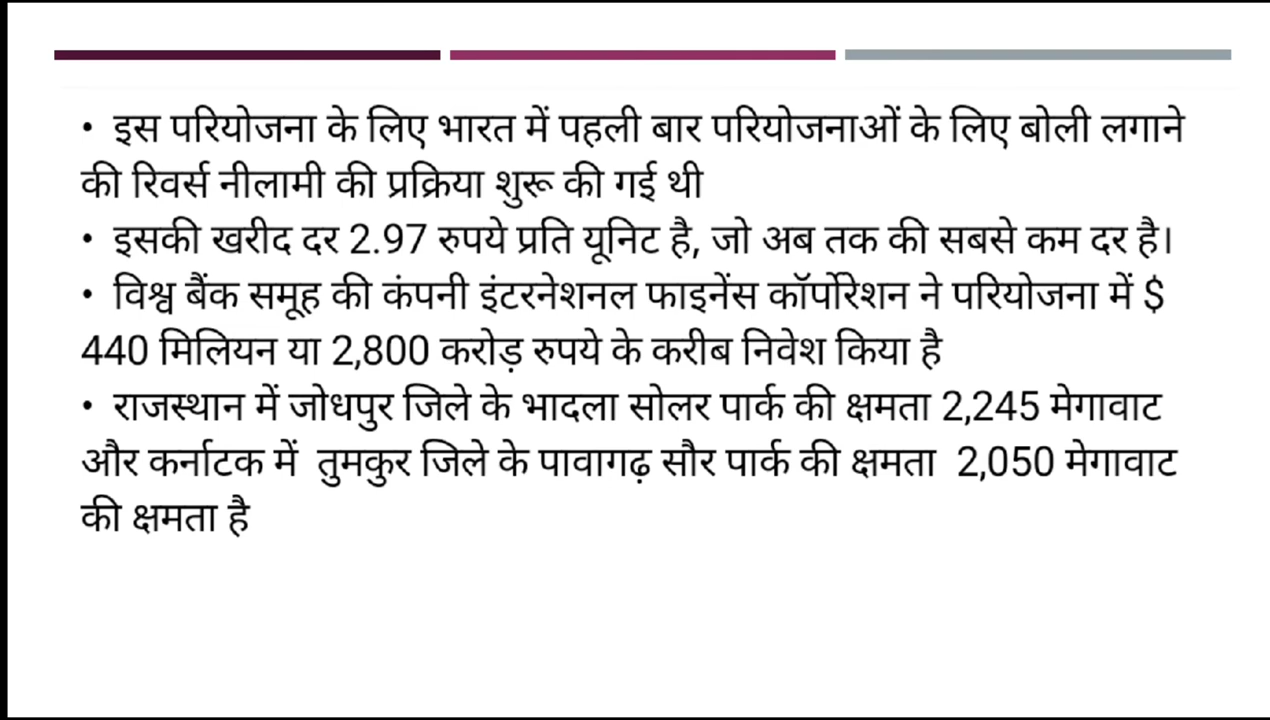 • इस परियोजना के लिए भारत में पहली बार परियोजनाओं के लिए बोली लगाने
की रिवर्स नीलामी की प्रक्रिया शुरू की गई थी
• इसकी खरीद दर 2.97 रुपये प्रति यूनिट है, जो अब तक की सबसे कम दर है।
• विश्व बैंक समूह की कंपनी इंटरनेशनल फाइनेंस कॉर्पोरेशन ने परियोजना में $
440 मिलियन या 2,800 करोड़ रुपये के करीब निवेश किया है
• राजस्थान में जोधपुर जिले के भादला सोलर पार्क की क्षमता 2,245 मेगावाट
और कर्नाटक में तुमकुर जिले के पावागढ़ सौर पार्क की क्षमता 2,050 मेगावाट
की क्षमता है